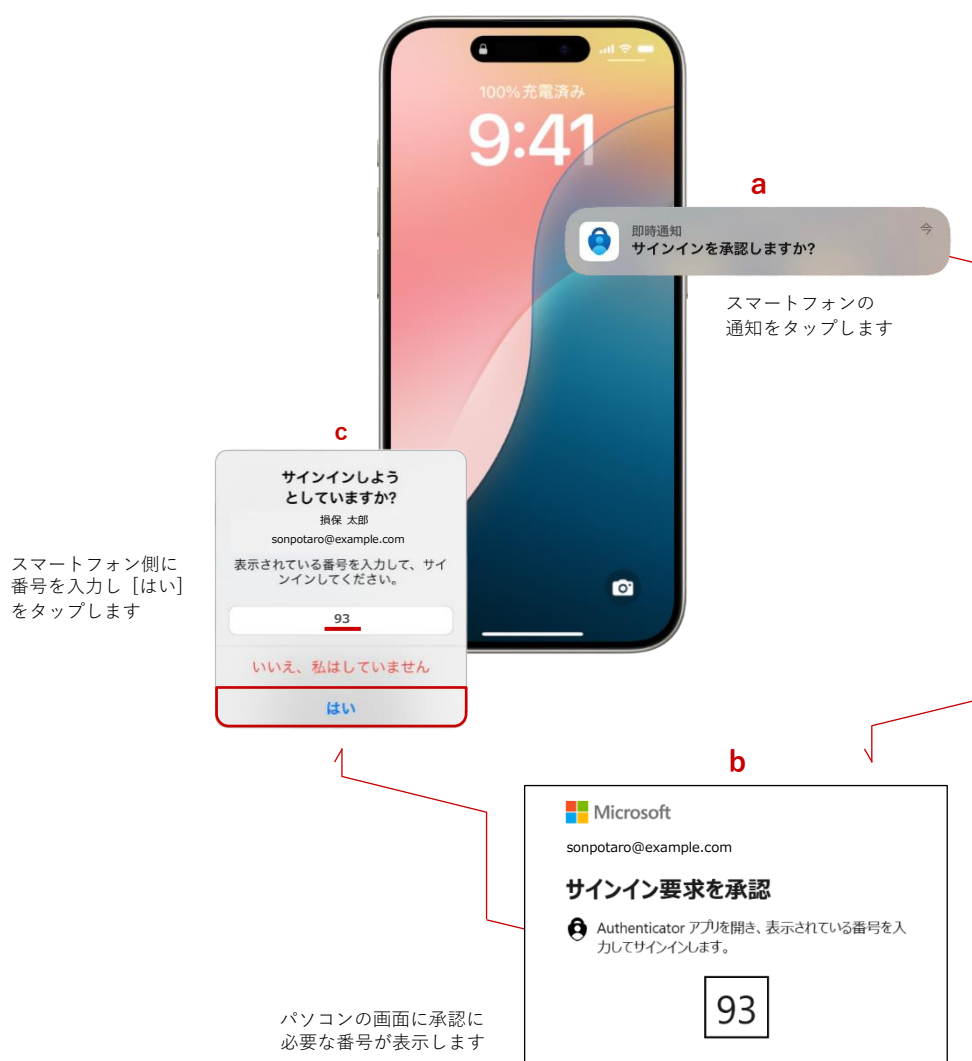 100%充電済み
9:41
a
即時通知
今
サインインを承認しますか?
スマートフォンの
通知をタップします
c
サインインしよう
としていますか?
損保 太郎
sonpotaro@example.com
表示されている番号を入力して、サイ
ンインしてください。
93
いいえ、私はしていません
はい
スマートフォン側に
番号を入力し [はい]
をタップします
b
Microsoft
sonpotaro@example.com
サインイン要求を承認
Authenticator アプリを開き、表示されている番号を入
力してサインインします。
93
パソコンの画面に承認に
必要な番号が表示します